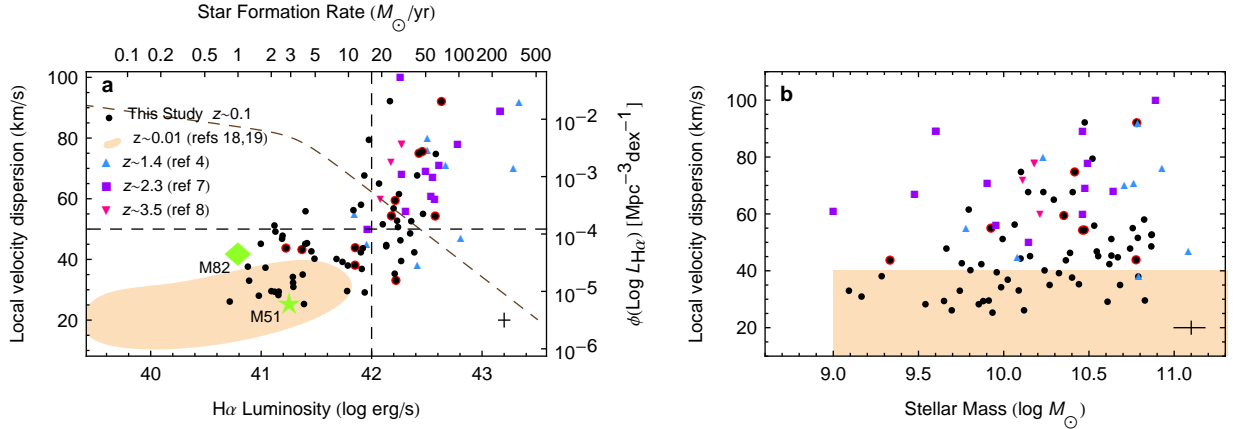 Star Formation Rate (M⊙/yr)
0.1 0.2 0.5 1 2 3 4 5 10 20 50 100 200 500
a
b
This Study z~0.1
z~0.01 (refs 18,19)
z~1.4 (ref 4)
z~2.3 (ref 7)
z~3.5 (ref 8)
M82
M51
Local velocity dispersion (km/s)
100
80
60
40
20
10⁻²
10⁻³
10⁻⁴
10⁻⁵
10⁻⁶
ϕ(Log L_Hα) [Mpc⁻³dex⁻¹]
40 41 42 43
Hα Luminosity (log erg/s)
Local velocity dispersion (km/s)
100
80
60
40
20
9.0 9.5 10.0 10.5 11.0
Stellar Mass (log M⊙)